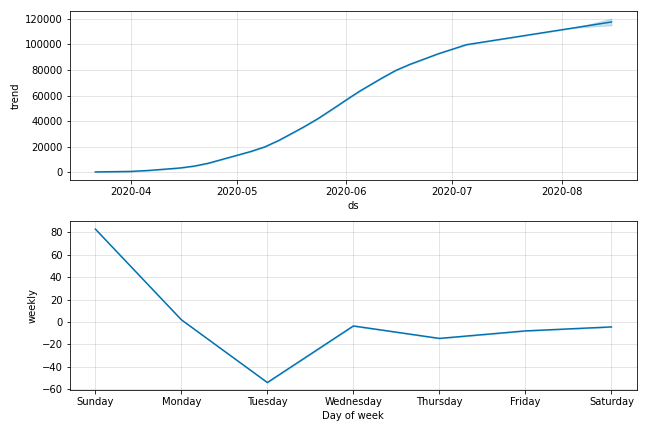 120000
100000
80000
60000
40000
20000
0
trend
2020-04 2020-05 2020-06 2020-07 2020-08
ds
80
60
40
20
0
−20
−40
−60
weekly
Sunday Monday Tuesday Wednesday Thursday Friday Saturday
Day of week